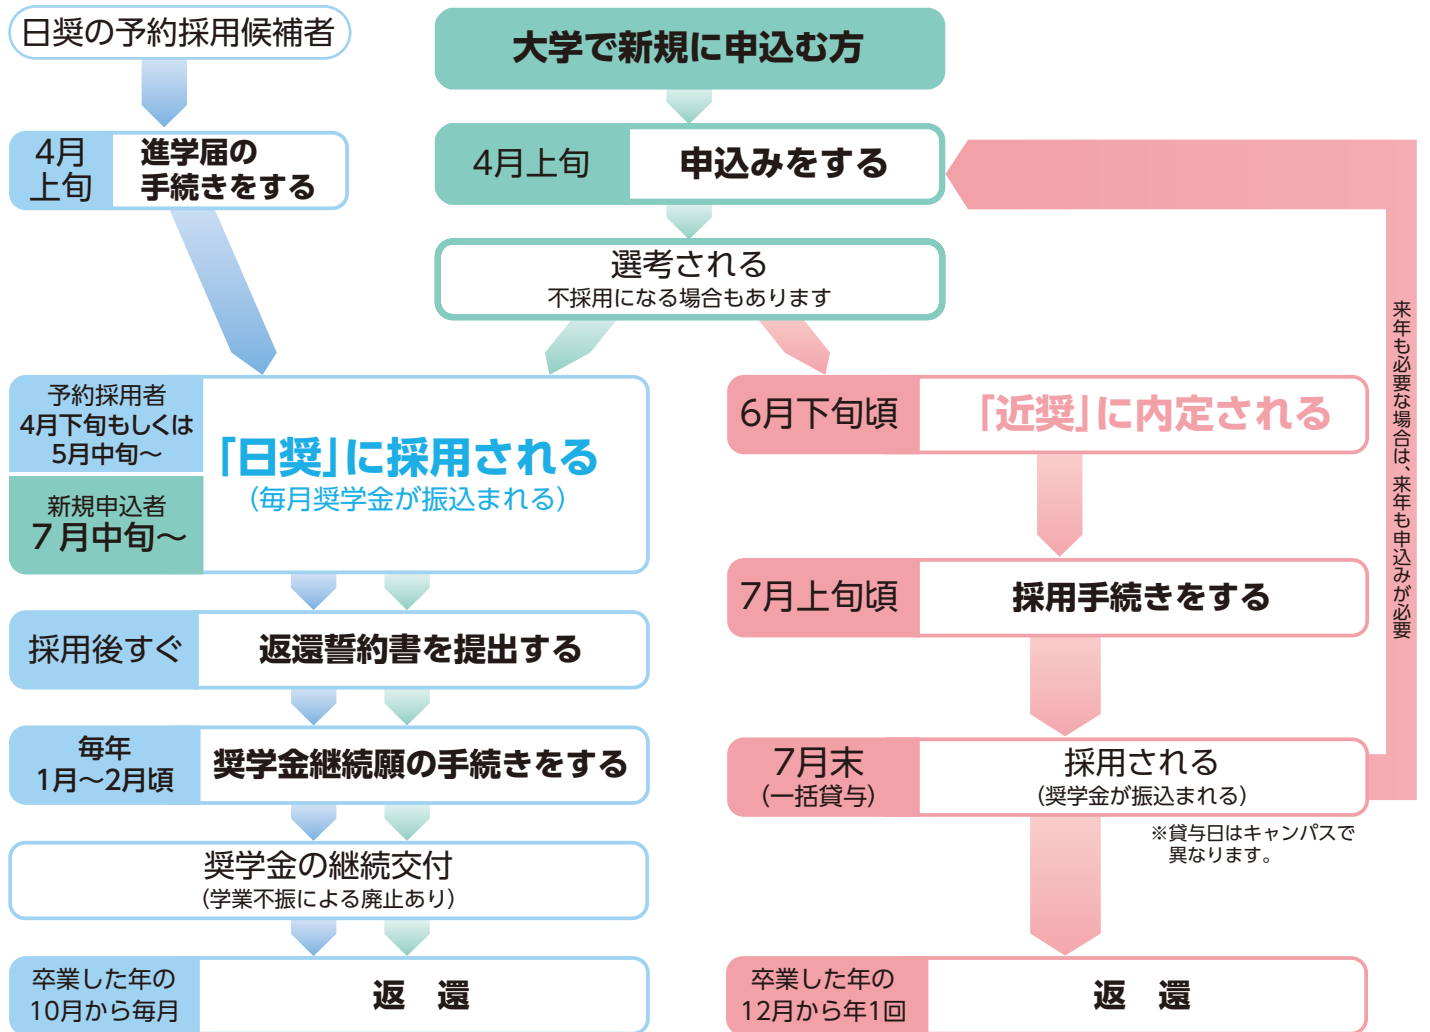 日奨の予約採用候補者
4月
上旬
進学届の
手続きをする
大学で新規に申込む方
4月上旬
申込みをする
選考される
不採用になる場合もあります
予約採用者
4月下旬もしくは
5月中旬～
新規申込者
7月中旬～
「日奨」に採用される
（毎月奨学金が振込まれる）
採用後すぐ
返還誓約書を提出する
毎年
1月～2月頃
奨学金継続願の手続きをする
奨学金の継続交付
（学業不振による廃止あり）
卒業した年の
10月から毎月
返　還
6月下旬頃
「近奨」に内定される
7月上旬頃
採用手続きをする
7月末
（一括貸与）
採用される
（奨学金が振込まれる）
※貸与日はキャンパスで
異なります。
卒業した年の
12月から年1回
返　還
来年も必要な場合は、来年も申込みが必要